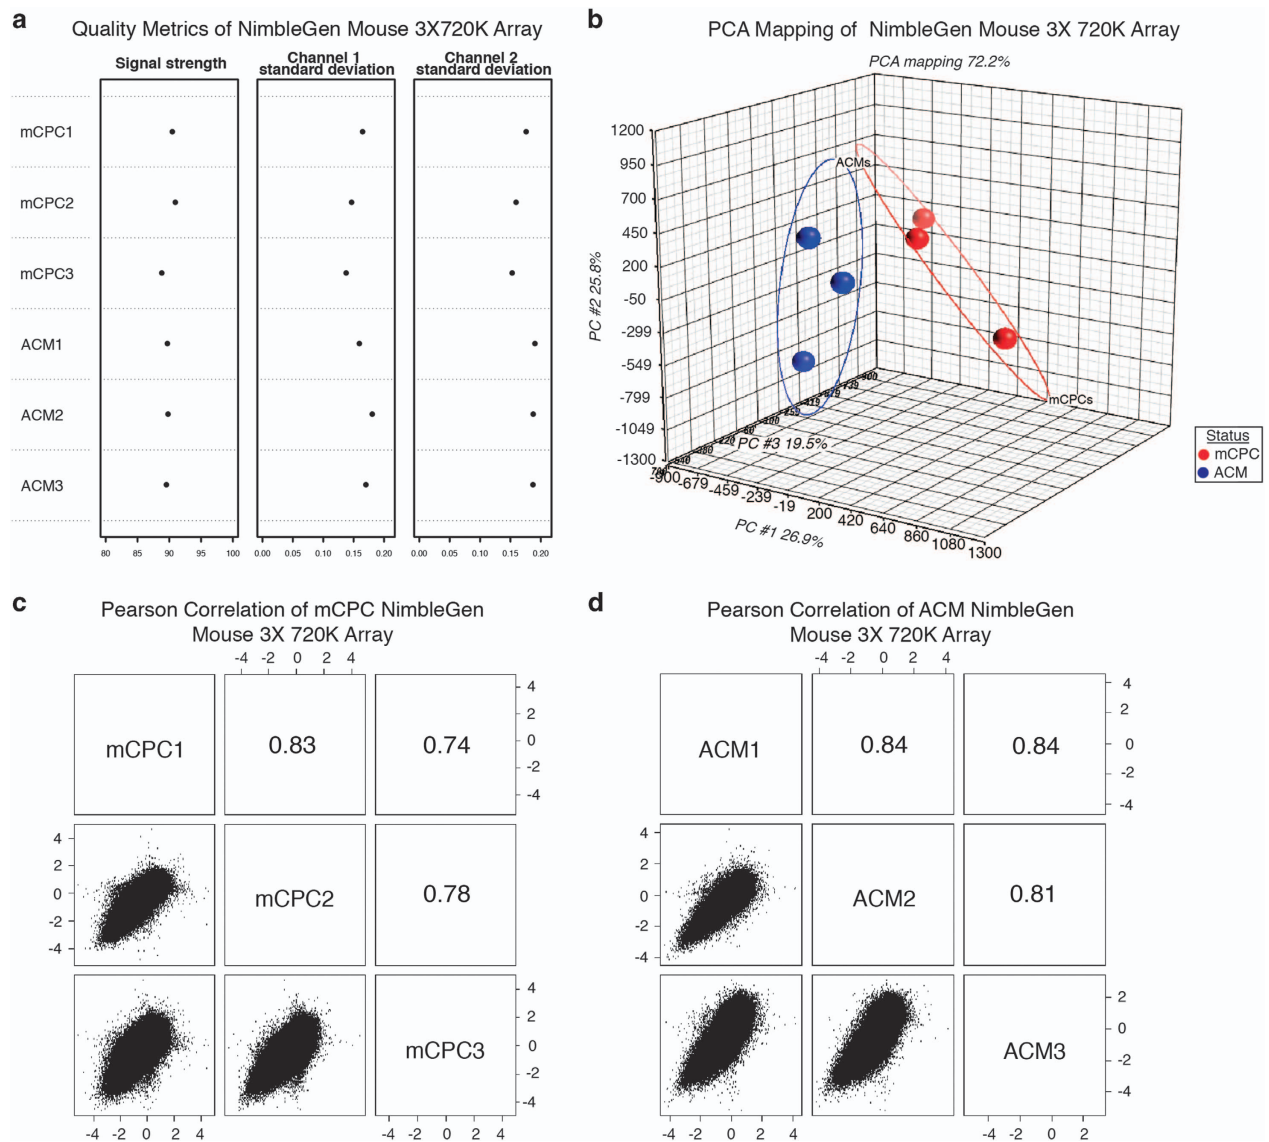 a
Quality Metrics of NimbleGen Mouse 3X720K Array
Signal strength
Channel 1
standard deviation
Channel 2
standard deviation
mCPC1
mCPC2
mCPC3
ACM1
ACM2
ACM3
80 85 90 95 100
0.00 0.05 0.10 0.15 0.20
0.00 0.05 0.10 0.15 0.20
b
PCA Mapping of NimbleGen Mouse 3X 720K Array
PCA mapping 72.2%
1200
950
700
450
200
-50
-299
-549
-799
-1049
-1300
PC #2 25.8%
ACMs
mCPCs
PC #3 19.5%
-900 -679 -459 -239 -19 200 420 640 860 1080 1300
PC #1 26.9%
Status
mCPC
ACM
c
Pearson Correlation of mCPC NimbleGen
Mouse 3X 720K Array
-4 -2 0 2 4
mCPC1 0.83 0.74
4
2
0
-2
-4
4
2
0
-2
-4
mCPC2 0.78
mCPC3
4
2
0
-2
-4
-4 -2 0 2 4
-4 -2 0 2 4
d
Pearson Correlation of ACM NimbleGen
Mouse 3X 720K Array
-4 -2 0 2 4
ACM1 0.84 0.84
4
2
0
-2
-4
4
2
0
-2
-4
ACM2 0.81
ACM3
2
0
-2
-4
-4 -2 0 2 4
-4 -2 0 2